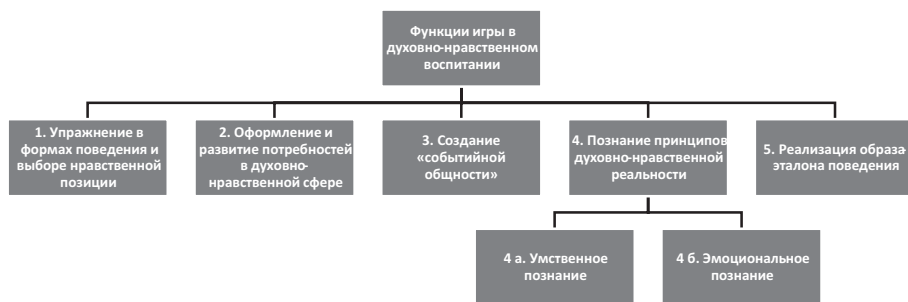 Функции игры в
духовно-нравственном
воспитании
1. Упражнение в
формах поведения и
выборе нравственной
позиции
2. Оформление и
развитие потребностей
в духовно-
нравственной сфере
3. Создание
«событийной
общности»
4. Познание принципов
духовно-нравственной
реальности
5. Реализация образа-
эталона поведения
4 а. Умственное
познание
4 б. Эмоциональное
познание